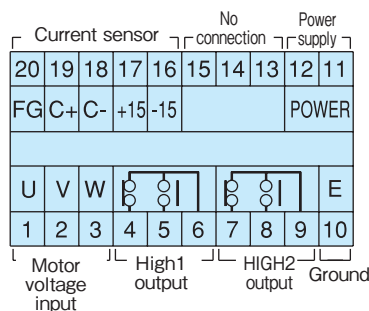 No
connection
Power
supply
Current sensor
20 19 18 17 16 15 14 13 12 11
FG C+ C- +15 -15 POWER
U V W E
1 2 3 4 5 6 7 8 9 10
Motor
voltage
input
High1
output
HIGH2
output
Ground